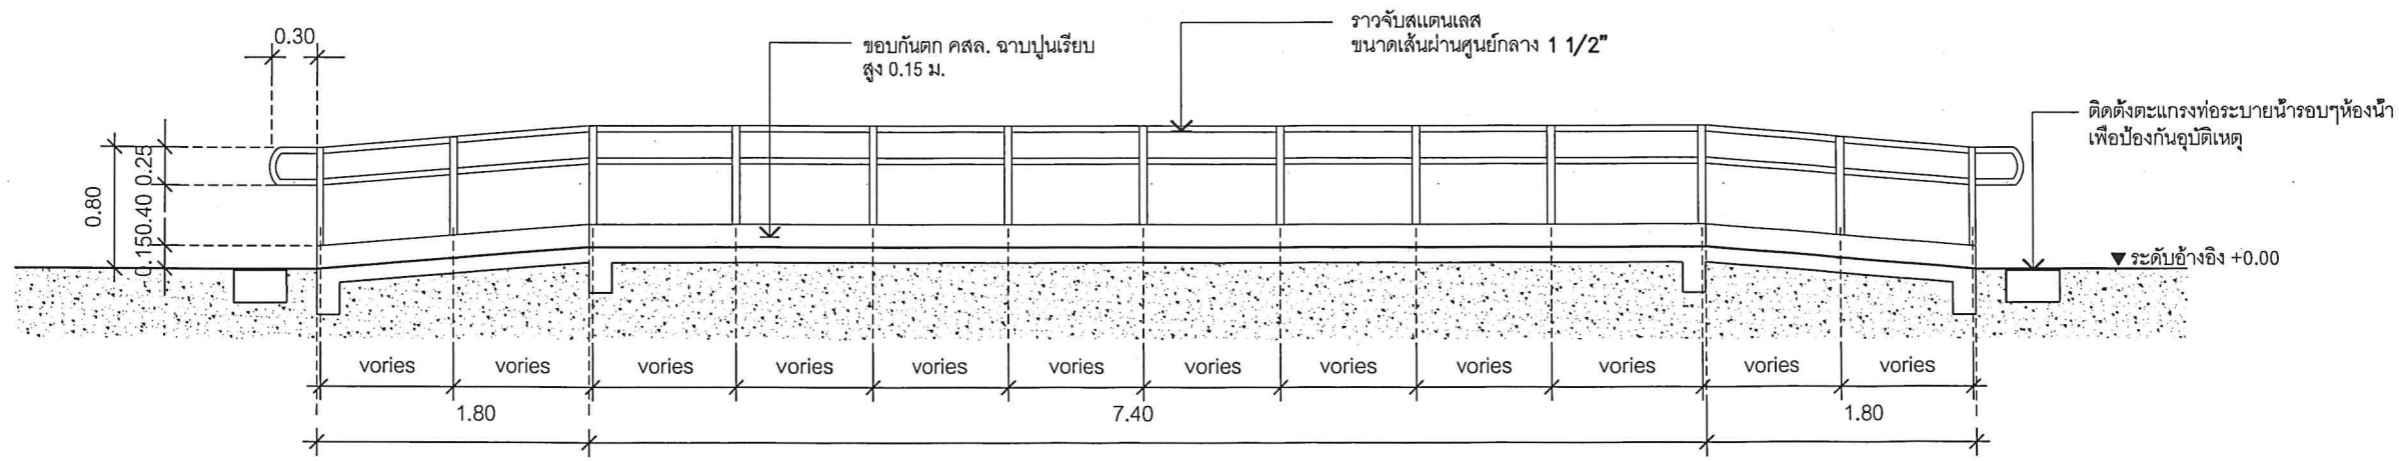 0.30
ขอบกันตก คสล. ฉาบปูนเรียบ
สูง 0.15 ม.
ราวจับสแตนเลส
ขนาดเส้นผ่านศูนย์กลาง 1 1/2"
ติดตั้งตะแกรงท่อระบายน้ำรอบๆห้องน้ำ
เพื่อป้องกันอุบัติเหตุ
0.80
0.25
0.40
0.15
▼ระดับอ้างอิง +0.00
vories vories vories vories vories vories vories vories vories vories vories vories
1.80 7.40 1.80